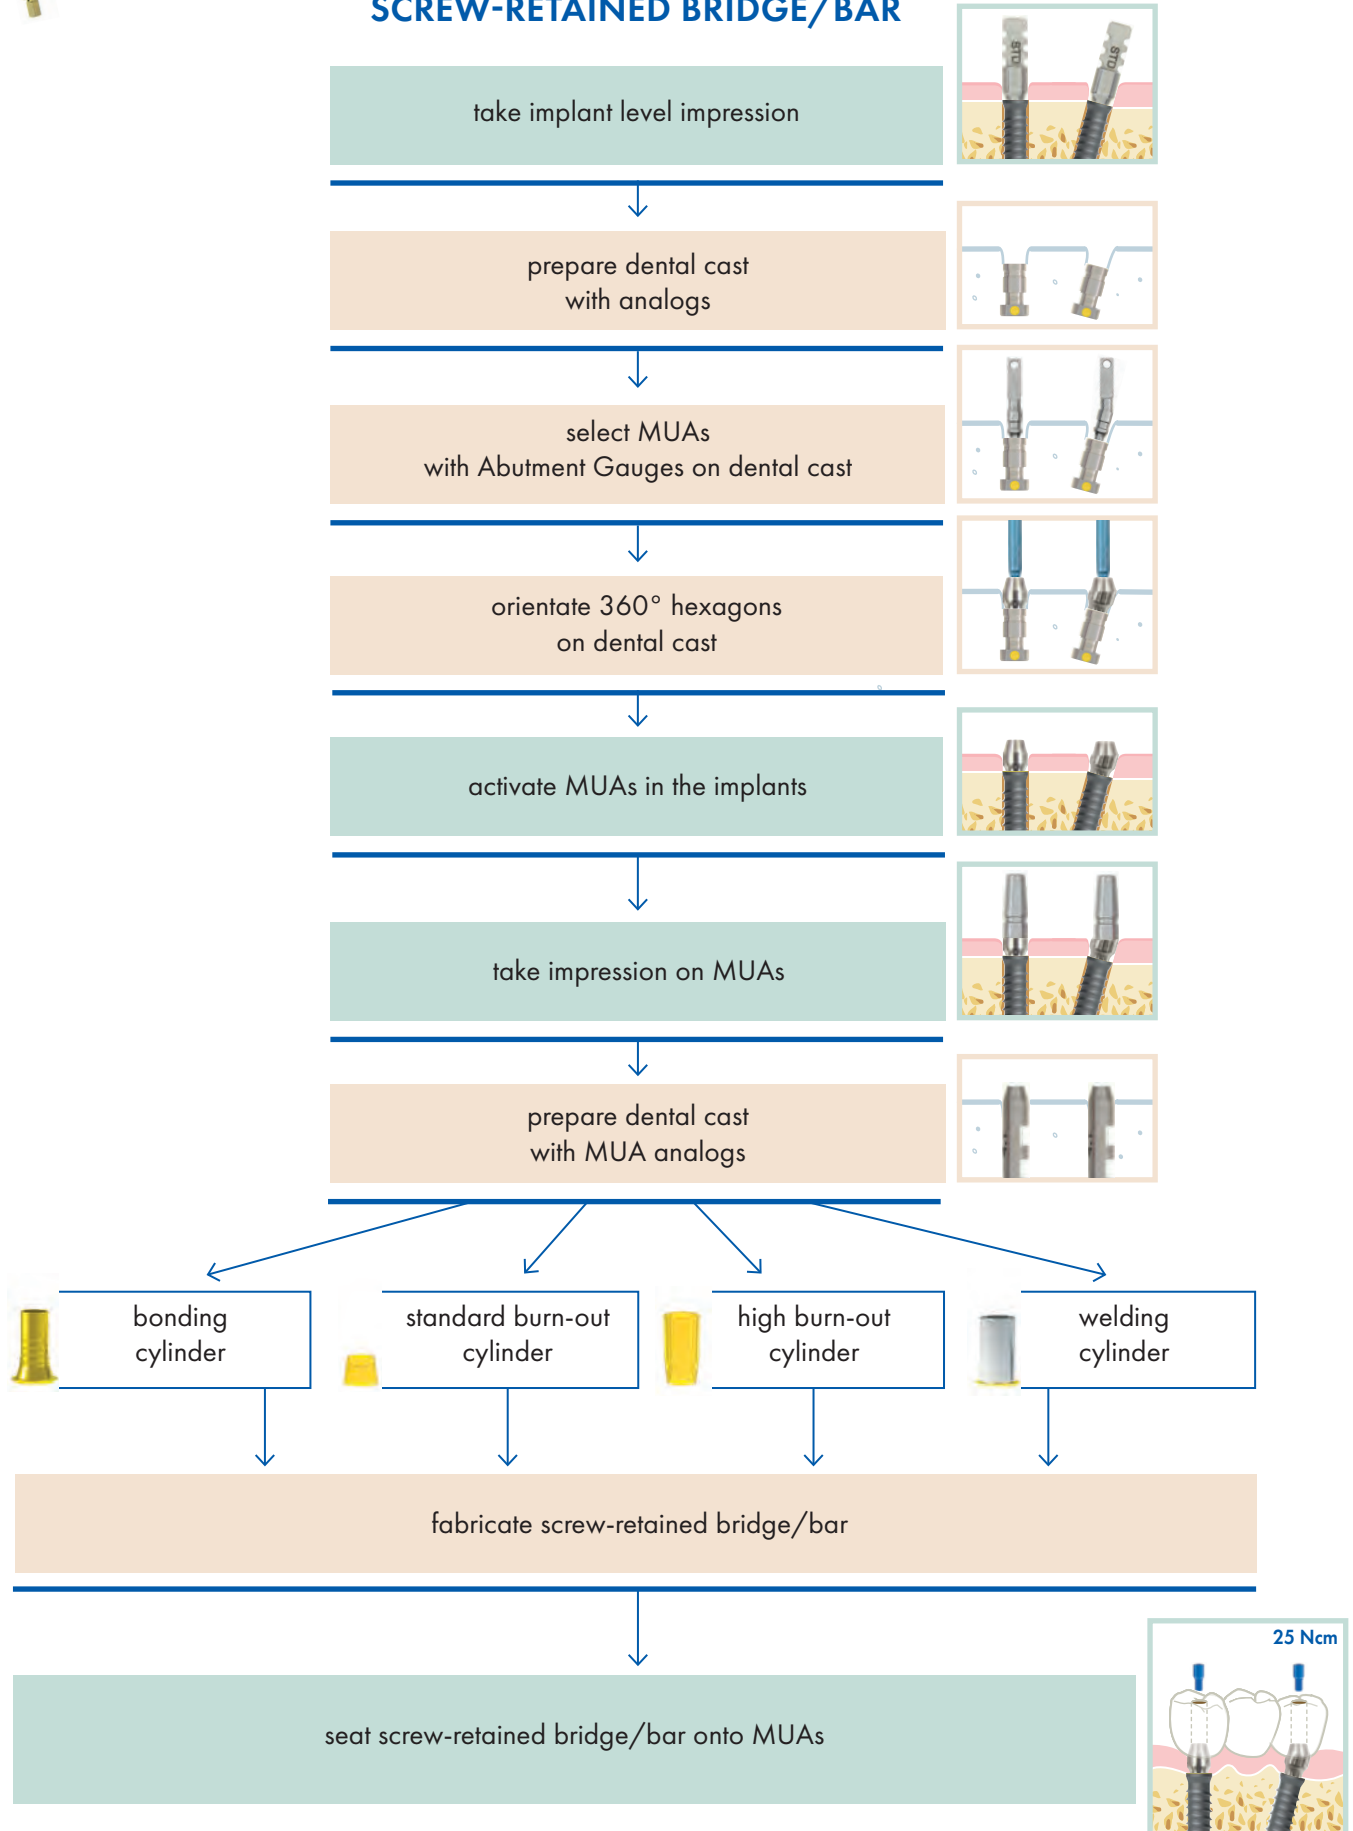 SCREW-RETAINED BRIDGE/BAR
STD
STD
take implant level impression
prepare dental cast
with analogs
select MUAs
with Abutment Gauges on dental cast
orientate 360° hexagons
on dental cast
activate MUAs in the implants
take impression on MUAs
prepare dental cast
with MUA analogs
bonding
cylinder
standard burn-out
cylinder
high burn-out
cylinder
welding
cylinder
fabricate screw-retained bridge/bar
25 Ncm
seat screw-retained bridge/bar onto MUAs